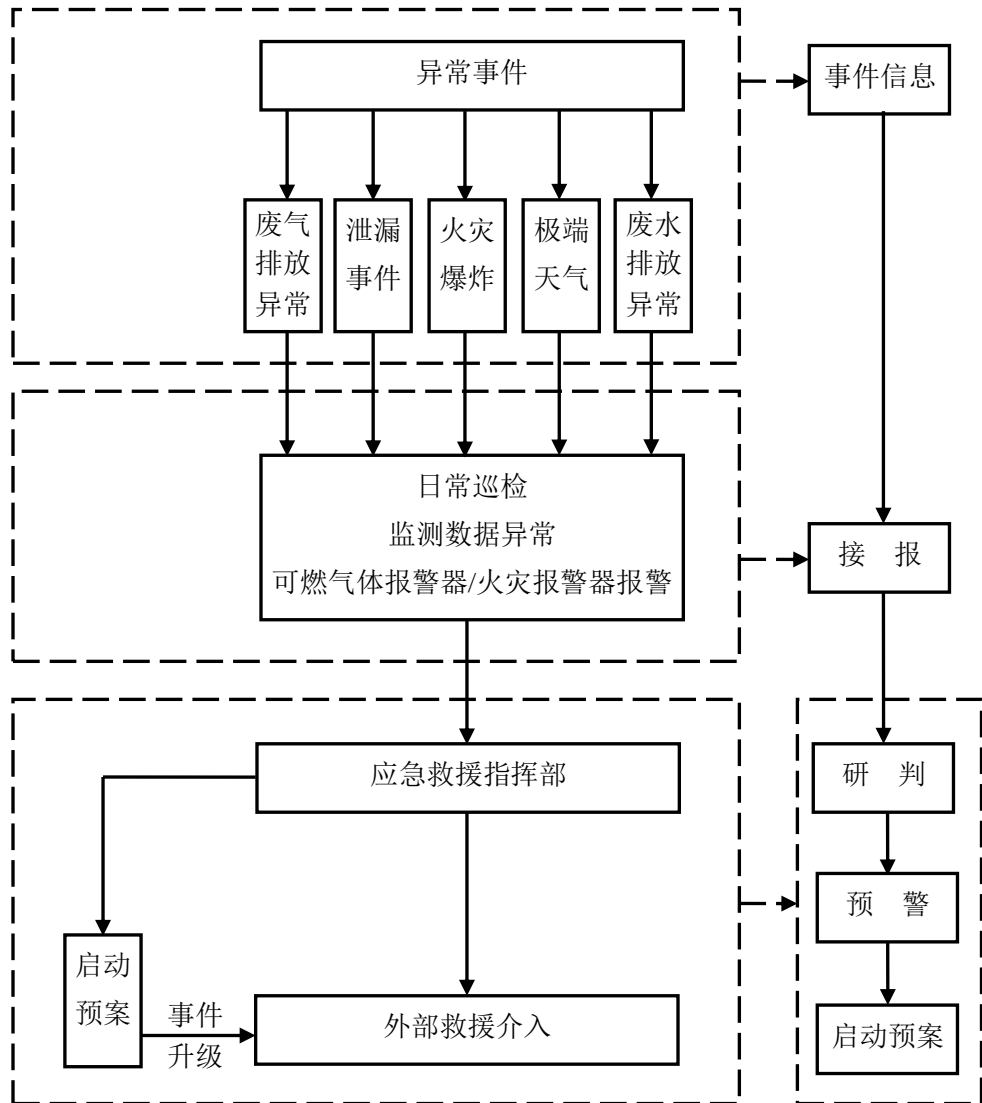 异常事件
事件信息
废气
排放
异常
泄漏
事件
火灾
爆炸
极端
天气
废水
排放
异常
日常巡检
监测数据异常
可燃气体报警器/火灾报警器报警
接 报
应急救援指挥部
研 判
预 警
启动
预案
事件
升级
外部救援介入
启动预案